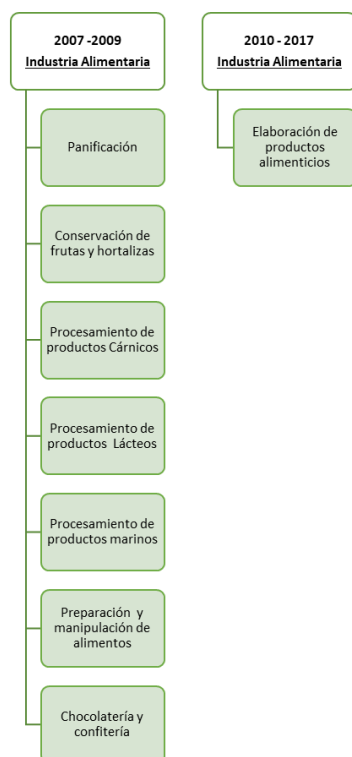 2007 -2009
Industria Alimentaria
Panificación
Conservación de
frutas y hortalizas
Procesamiento de
productos Cárnicos
Procesamiento de
productos Lácteos
Procesamiento de
productos marinos
Preparación y
manipulación de
alimentos
Chocolatería y
confitería
2010 - 2017
Industria Alimentaria
Elaboración de
productos
alimenticios